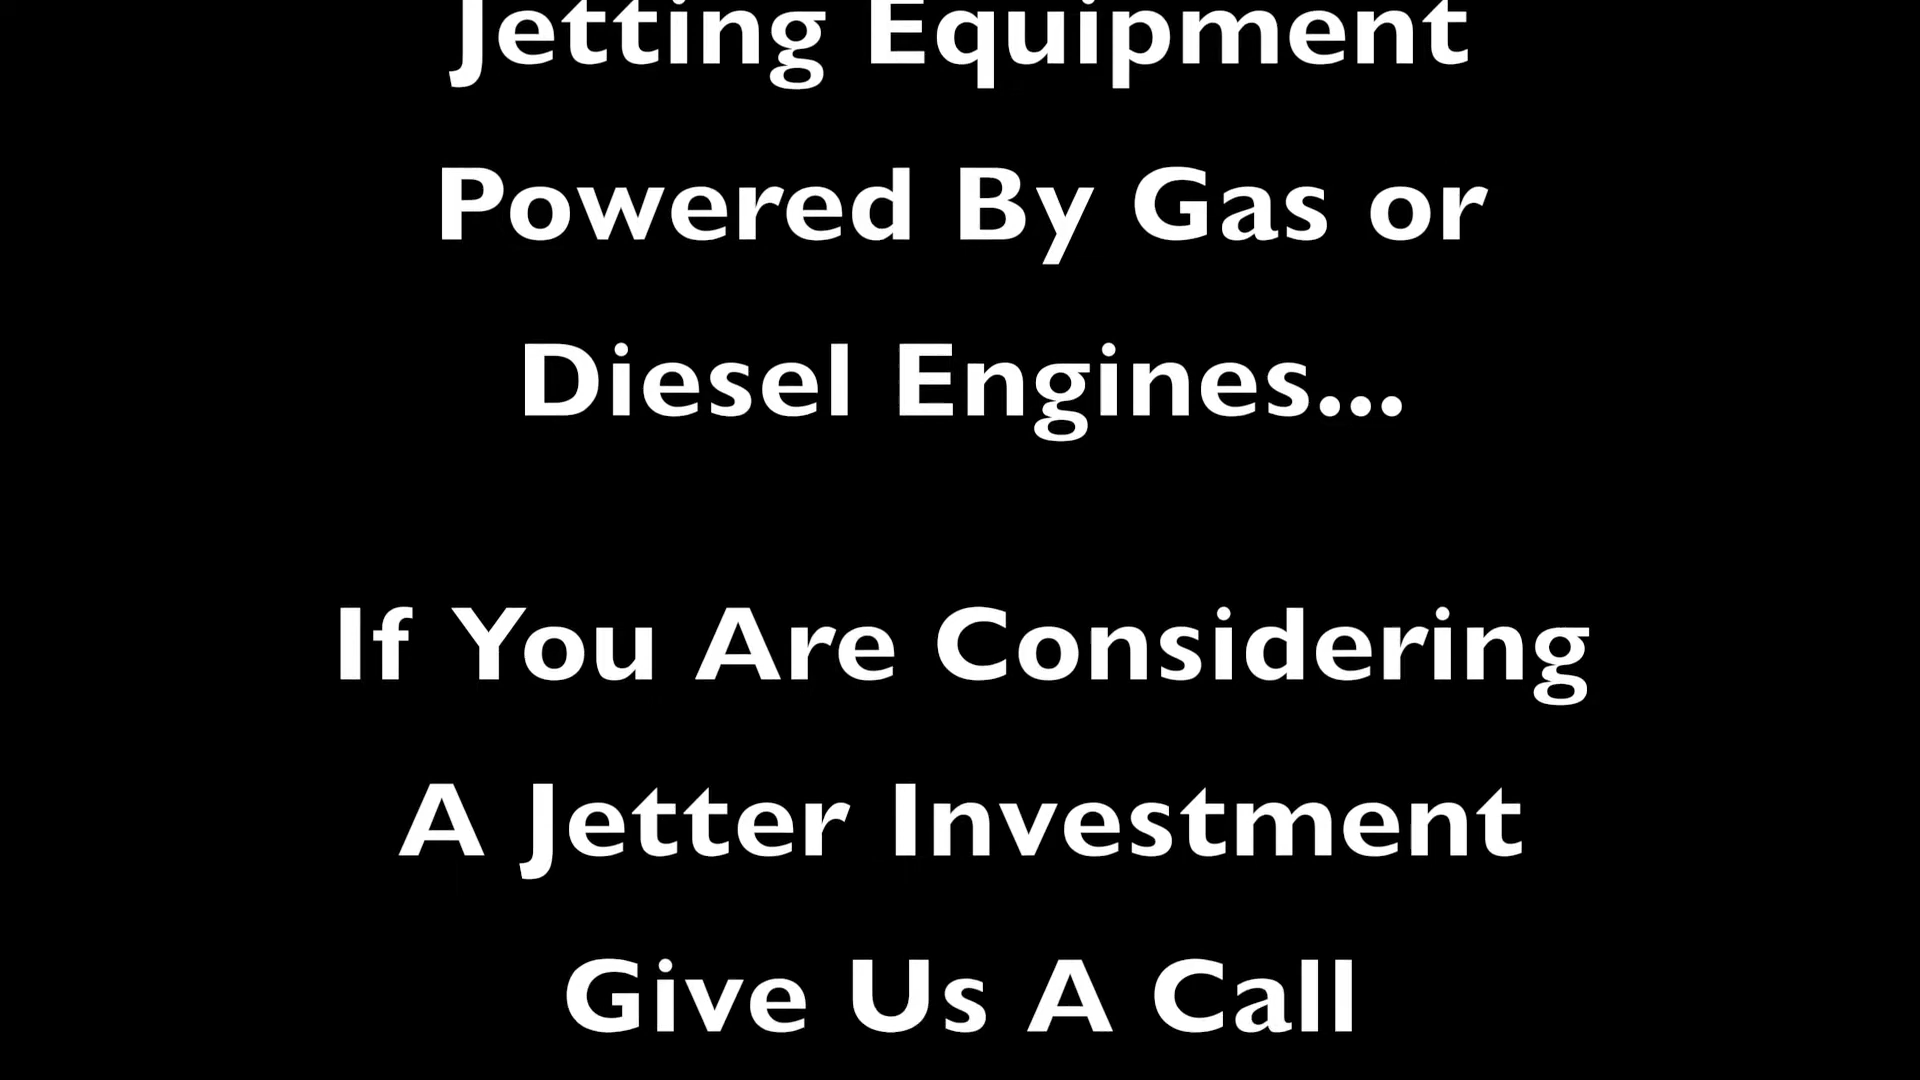 Jetting Equipment
Powered By Gas or
Diesel Engines...
If You Are Considering
A Jetter Investment
Give Us A Call